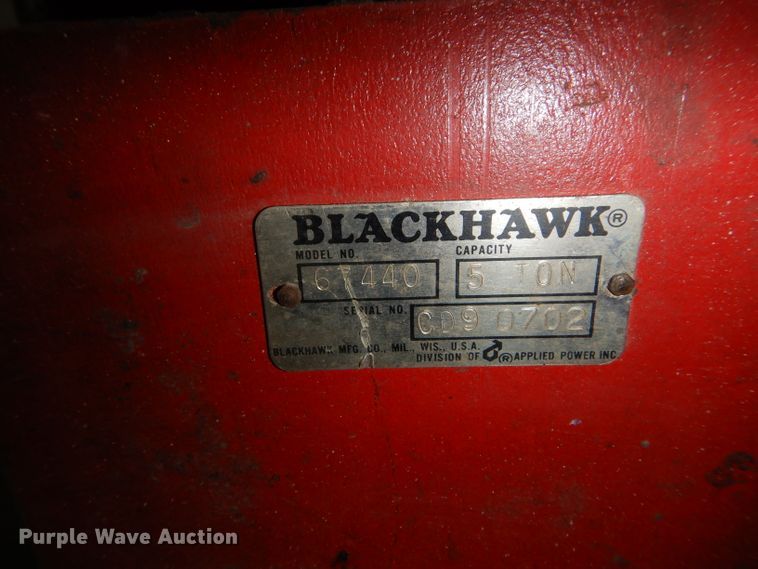 BLACKHAWK®
MODEL NO. CAPACITY
67440 5 TON
SERIAL NO. CD9 0702
BLACKHAWK MFG. CO., MIL., WIS., U.S.A.
DIVISION OF ® APPLIED POWER INC
Purple Wave Auction